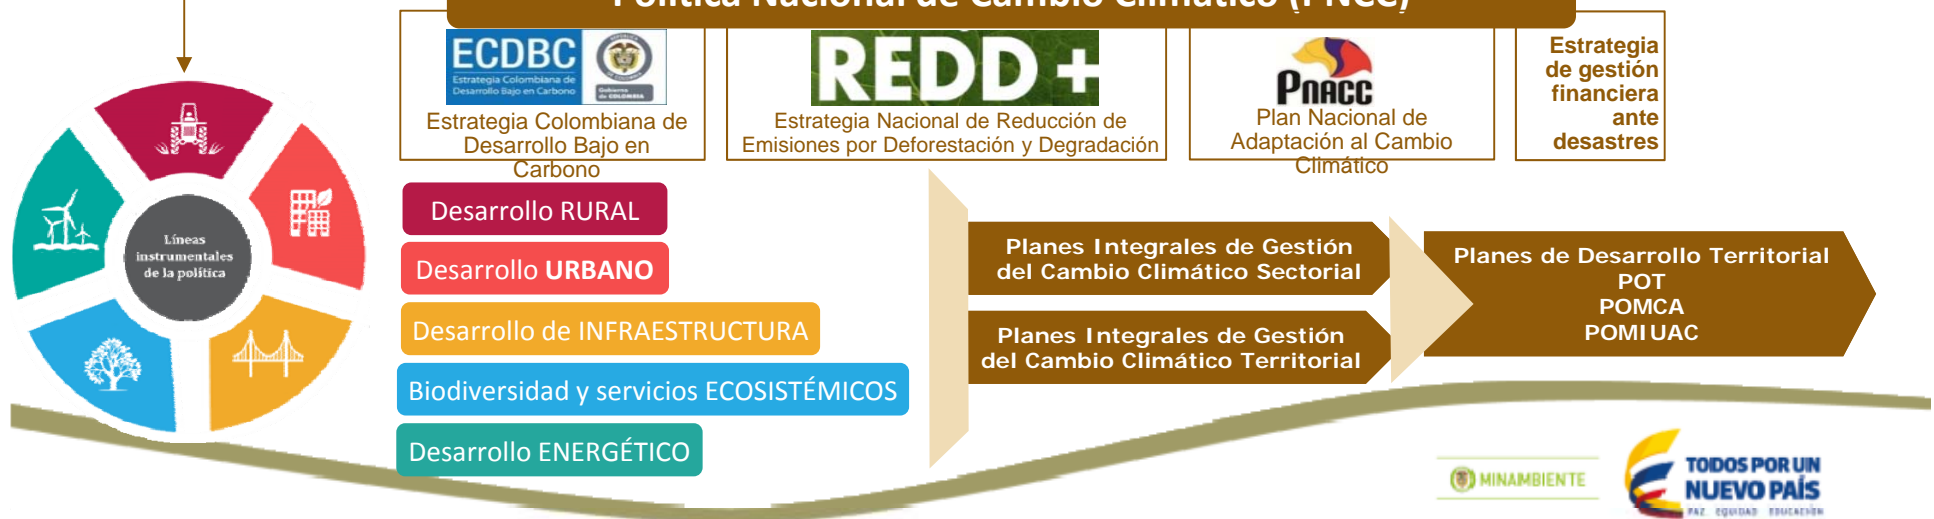 Política Nacional de Cambio Climático (PNCC)
ECDBC
Estrategia Colombiana de
Desarrollo Bajo en Carbono
Gobierno
de COLOMBIA
Estrategia Colombiana de
Desarrollo Bajo en
Carbono
REDD+
Estrategia Nacional de Reducción de
Emisiones por Deforestación y Degradación
PNACC
Plan Nacional de
Adaptación al Cambio
Climático
Estrategia
de gestión
financiera
ante
desastres
Líneas
instrumentales
de la política
Desarrollo RURAL
Desarrollo URBANO
Desarrollo de INFRAESTRUCTURA
Biodiversidad y servicios ECOSISTÉMICOS
Desarrollo ENERGÉTICO
Planes Integrales de Gestión
del Cambio Climático Sectorial
Planes Integrales de Gestión
del Cambio Climático Territorial
Planes de Desarrollo Territorial
POT
POMCA
POMIUAC
MINAMBIENTE
TODOS POR UN
NUEVO PAÍS
PAZ EQUIDAD EDUCACIÓN